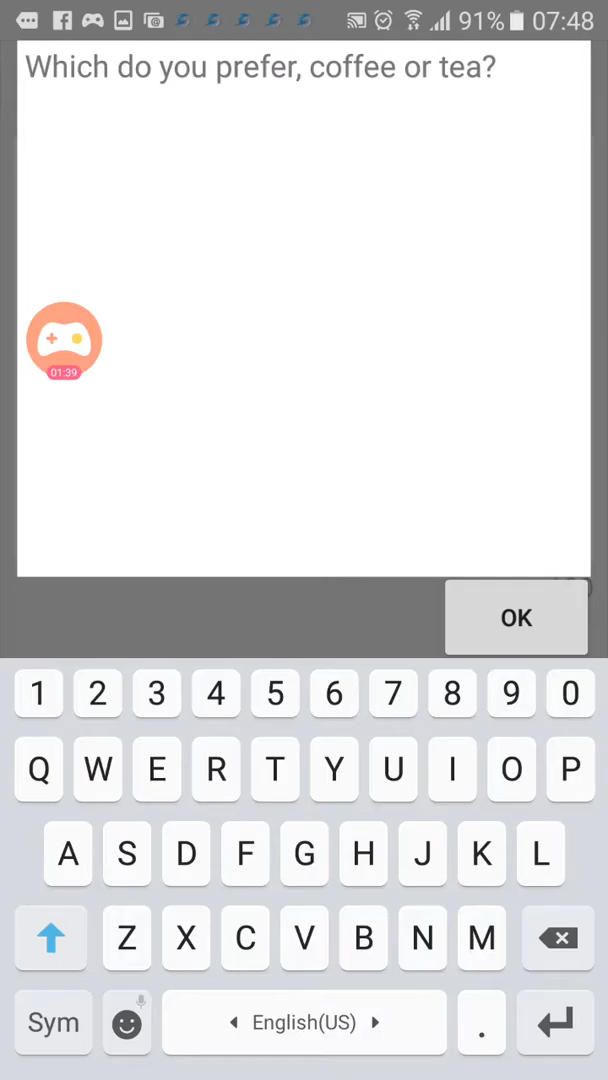 91% 07:48
Which do you prefer, coffee or tea?
01:39
OK
1 2 3 4 5 6 7 8 9 0
Q W E R T Y U I O P
A S D F G H J K L
Z X C V B N M
Sym English(US) .